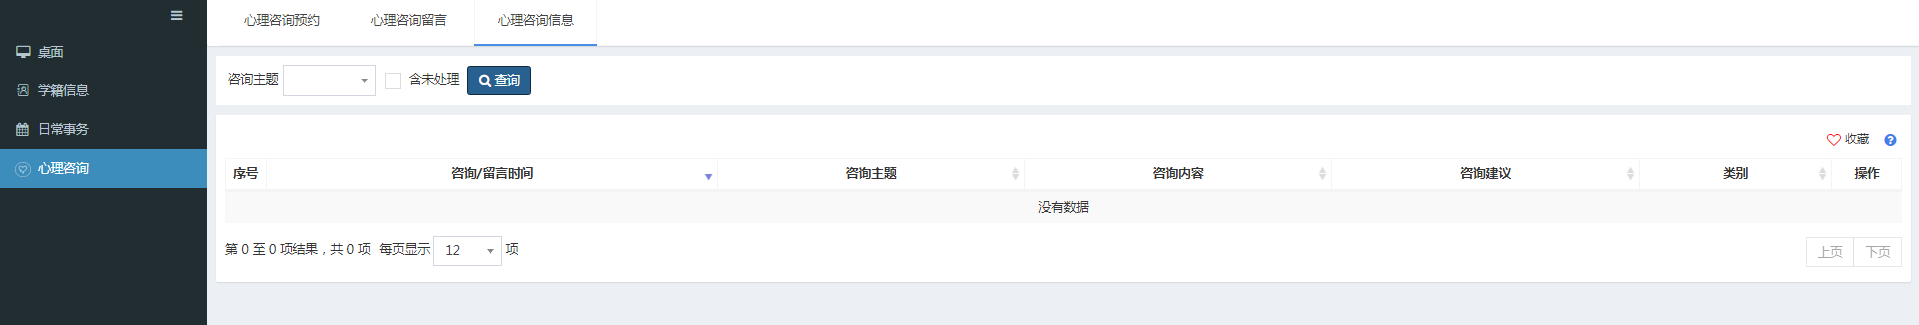 心理咨询预约 心理咨询留言 心理咨询信息
桌面
学籍信息
日常事务
心理咨询
咨询主题 含未处理 查询
收藏
序号 咨询/留言时间 咨询主题 咨询内容 咨询建议 类别 操作
没有数据
第 0 至 0 项结果，共 0 项 每页显示 12 项 上页 下页